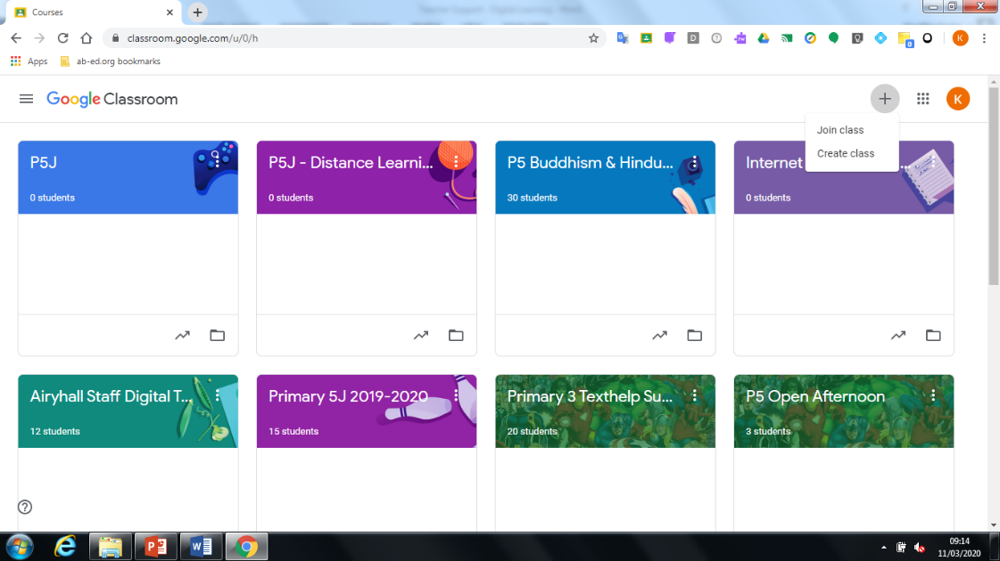 Courses
classroom.google.com/u/0/h
Apps
ab-ed.org bookmarks
Google Classroom
K
Join class
Create class
P5J
0 students
P5J - Distance Learni...
0 students
P5 Buddhism & Hindu...
30 students
Internet
0 students
Airyhall Staff Digital T...
12 students
Primary 5J 2019-2020
15 students
Primary 3 Texthelp Su...
20 students
P5 Open Afternoon
3 students
09:14
11/03/2020